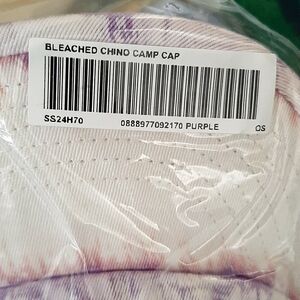 BLEACHED CHINO CAMP CAP
SS24H70 0888977092170 PURPLE OS